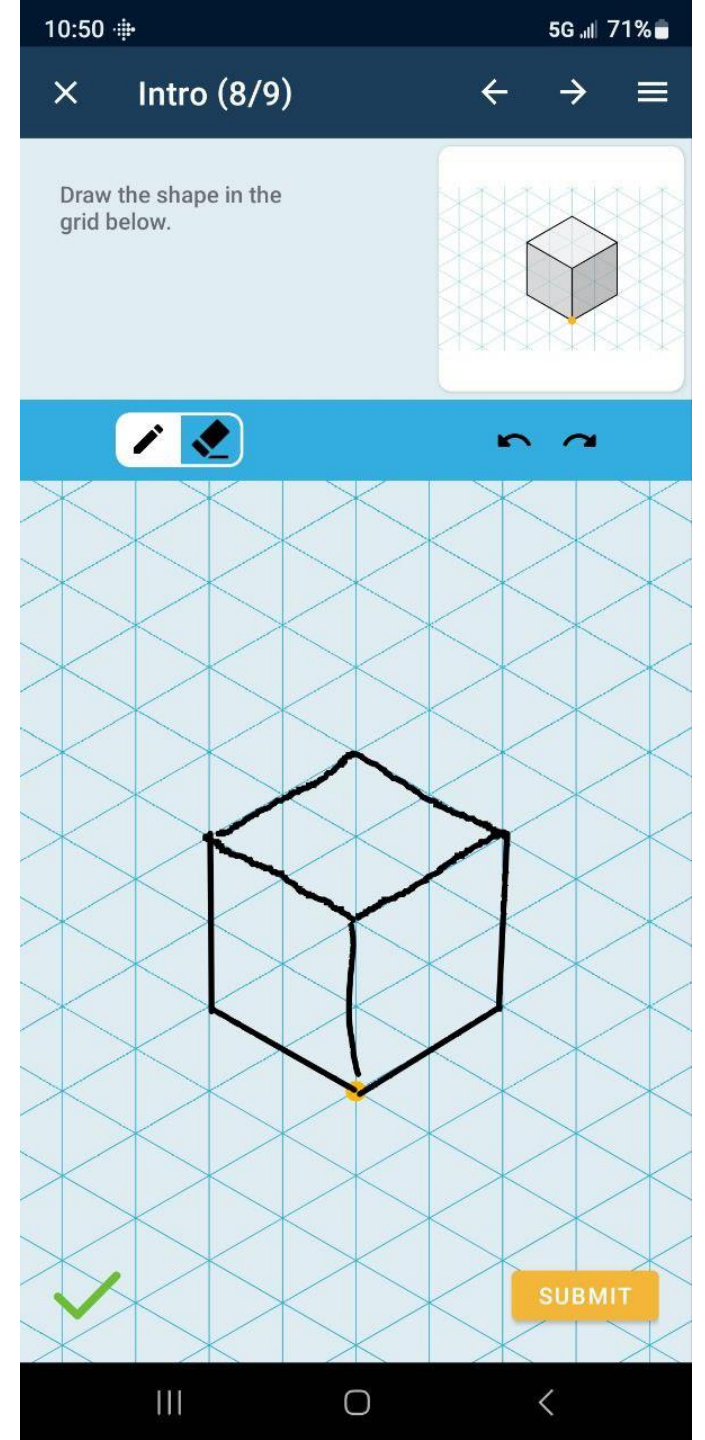 10:50 5G 71%
Intro (8/9)
Draw the shape in the
grid below.
SUBMIT